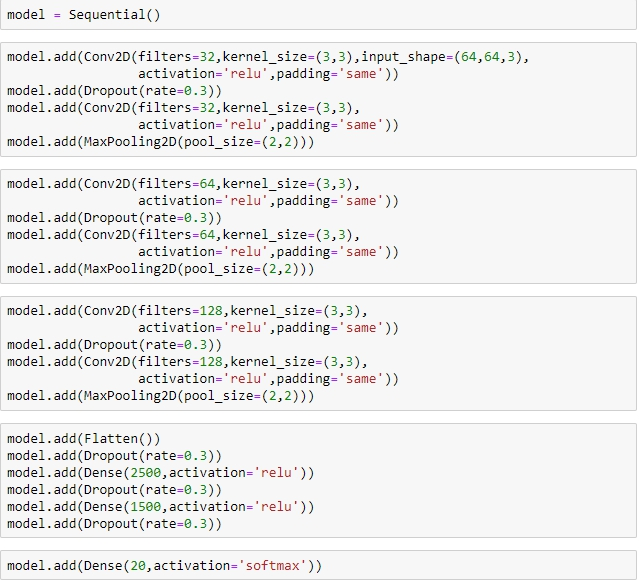 model = Sequential()
model.add(Conv2D(filters=32,kernel_size=(3,3),input_shape=(64,64,3),
                 activation='relu',padding='same'))
model.add(Dropout(rate=0.3))
model.add(Conv2D(filters=32,kernel_size=(3,3),
                 activation='relu',padding='same'))
model.add(MaxPooling2D(pool_size=(2,2)))
model.add(Conv2D(filters=64,kernel_size=(3,3),
                 activation='relu',padding='same'))
model.add(Dropout(rate=0.3))
model.add(Conv2D(filters=64,kernel_size=(3,3),
                 activation='relu',padding='same'))
model.add(MaxPooling2D(pool_size=(2,2)))
model.add(Conv2D(filters=128,kernel_size=(3,3),
                 activation='relu',padding='same'))
model.add(Dropout(rate=0.3))
model.add(Conv2D(filters=128,kernel_size=(3,3),
                 activation='relu',padding='same'))
model.add(MaxPooling2D(pool_size=(2,2)))
model.add(Flatten())
model.add(Dropout(rate=0.3))
model.add(Dense(2500,activation='relu'))
model.add(Dropout(rate=0.3))
model.add(Dense(1500,activation='relu'))
model.add(Dropout(rate=0.3))
model.add(Dense(20,activation='softmax'))